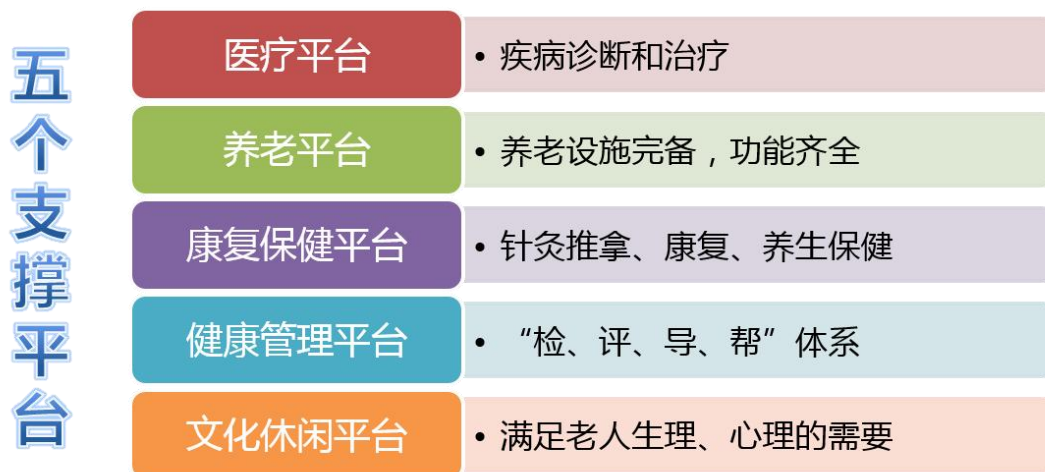 五个支撑平台
医疗平台
• 疾病诊断和治疗
养老平台
• 养老设施完备，功能齐全
康复保健平台
• 针灸推拿、康复、养生保健
健康管理平台
• “检、评、导、帮”体系
文化休闲平台
• 满足老人生理、心理的需要